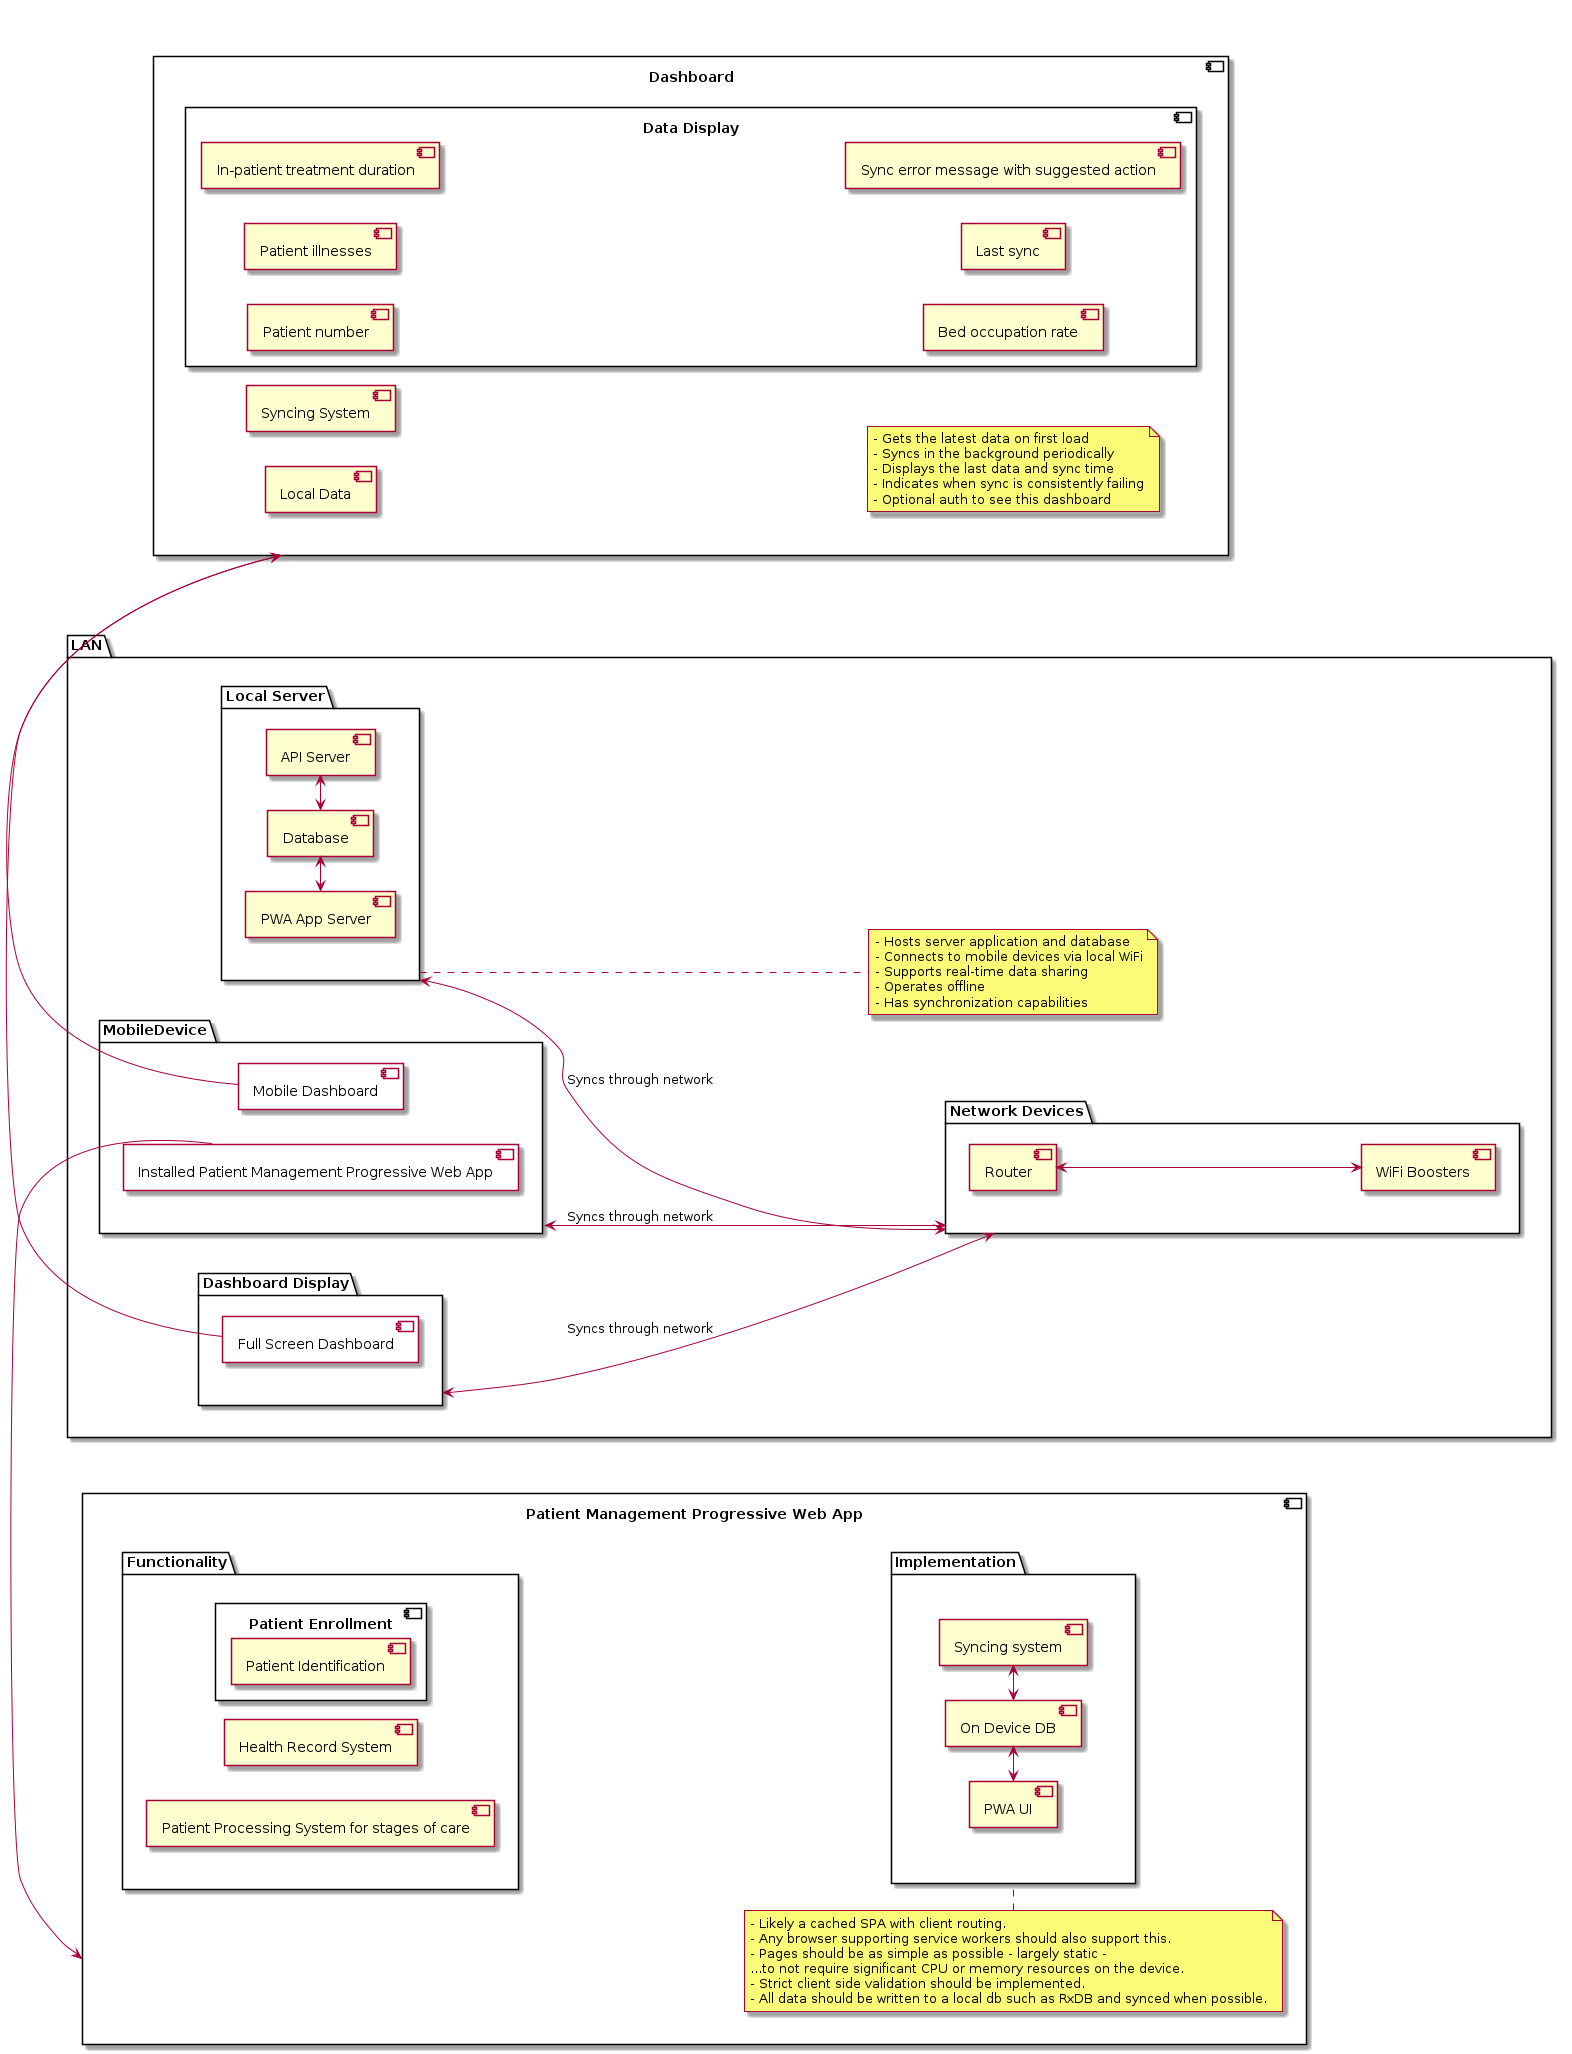 Dashboard
Data Display
In-patient treatment duration
Sync error message with suggested action
Patient illnesses
Last sync
Patient number
Bed occupation rate
Syncing System
Local Data
- Gets the latest data on first load
- Syncs in the background periodically
- Displays the last data and sync time
- Indicates when sync is consistently failing
- Optional auth to see this dashboard
LAN
Local Server
API Server
Database
PWA App Server
- Hosts server application and database
- Connects to mobile devices via local WiFi
- Supports real-time data sharing
- Operates offline
- Has synchronization capabilities
MobileDevice
Mobile Dashboard
Installed Patient Management Progressive Web App
Syncs through network
Network Devices
Router
WiFi Boosters
Syncs through network
Dashboard Display
Full Screen Dashboard
Syncs through network
Patient Management Progressive Web App
Functionality
Patient Enrollment
Patient Identification
Health Record System
Patient Processing System for stages of care
Implementation
Syncing system
On Device DB
PWA UI
- Likely a cached SPA with client routing.
- Any browser supporting service workers should also support this.
- Pages should be as simple as possible - largely static -
...to not require significant CPU or memory resources on the device.
- Strict client side validation should be implemented.
- All data should be written to a local db such as RxDB and synced when possible.